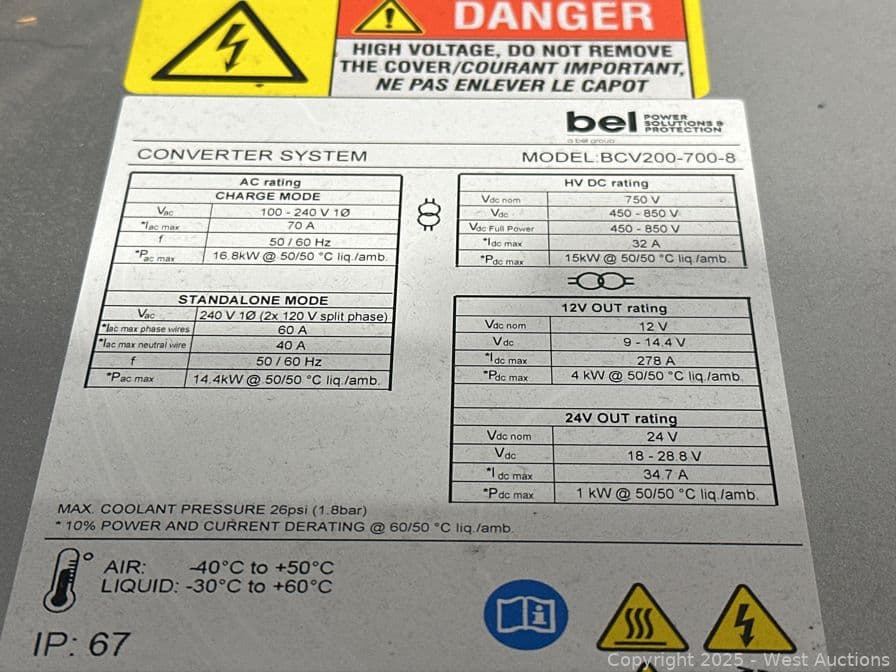 DANGER
HIGH VOLTAGE, DO NOT REMOVE
THE COVER/COURANT IMPORTANT,
NE PAS ENLEVER LE CAPOT
bel POWER SOLUTIONS & PROTECTION
a bel group
CONVERTER SYSTEM
MODEL:BCV200-700-8
AC rating
CHARGE MODE
Vac 100 - 240 V 1Ø
*Iac max 70 A
f 50 / 60 Hz
*Pac max 16.8kW @ 50/50 °C liq./amb.
STANDALONE MODE
Vac 240 V 1Ø (2x 120 V split phase)
*Iac max phase wires 60 A
*Iac max neutral wire 40 A
f 50 / 60 Hz
*Pac max 14.4kW @ 50/50 °C liq./amb.
HV DC rating
Vdc nom 750 V
Vdc 450 - 850 V
Vdc Full Power 450 - 850 V
*Idc max 32 A
*Pdc max 15kW @ 50/50 °C liq./amb.
12V OUT rating
Vdc nom 12 V
Vdc 9 - 14.4 V
*Idc max 278 A
*Pdc max 4 kW @ 50/50 °C liq./amb.
24V OUT rating
Vdc nom 24 V
Vdc 18 - 28.8 V
*Idc max 34.7 A
*Pdc max 1 kW @ 50/50 °C liq./amb.
MAX. COOLANT PRESSURE 26psi (1.8bar)
* 10% POWER AND CURRENT DERATING @ 60/50 °C liq./amb.
AIR: -40°C to +50°C
LIQUID: -30°C to +60°C
IP: 67
Copyright 2025 - West Auctions